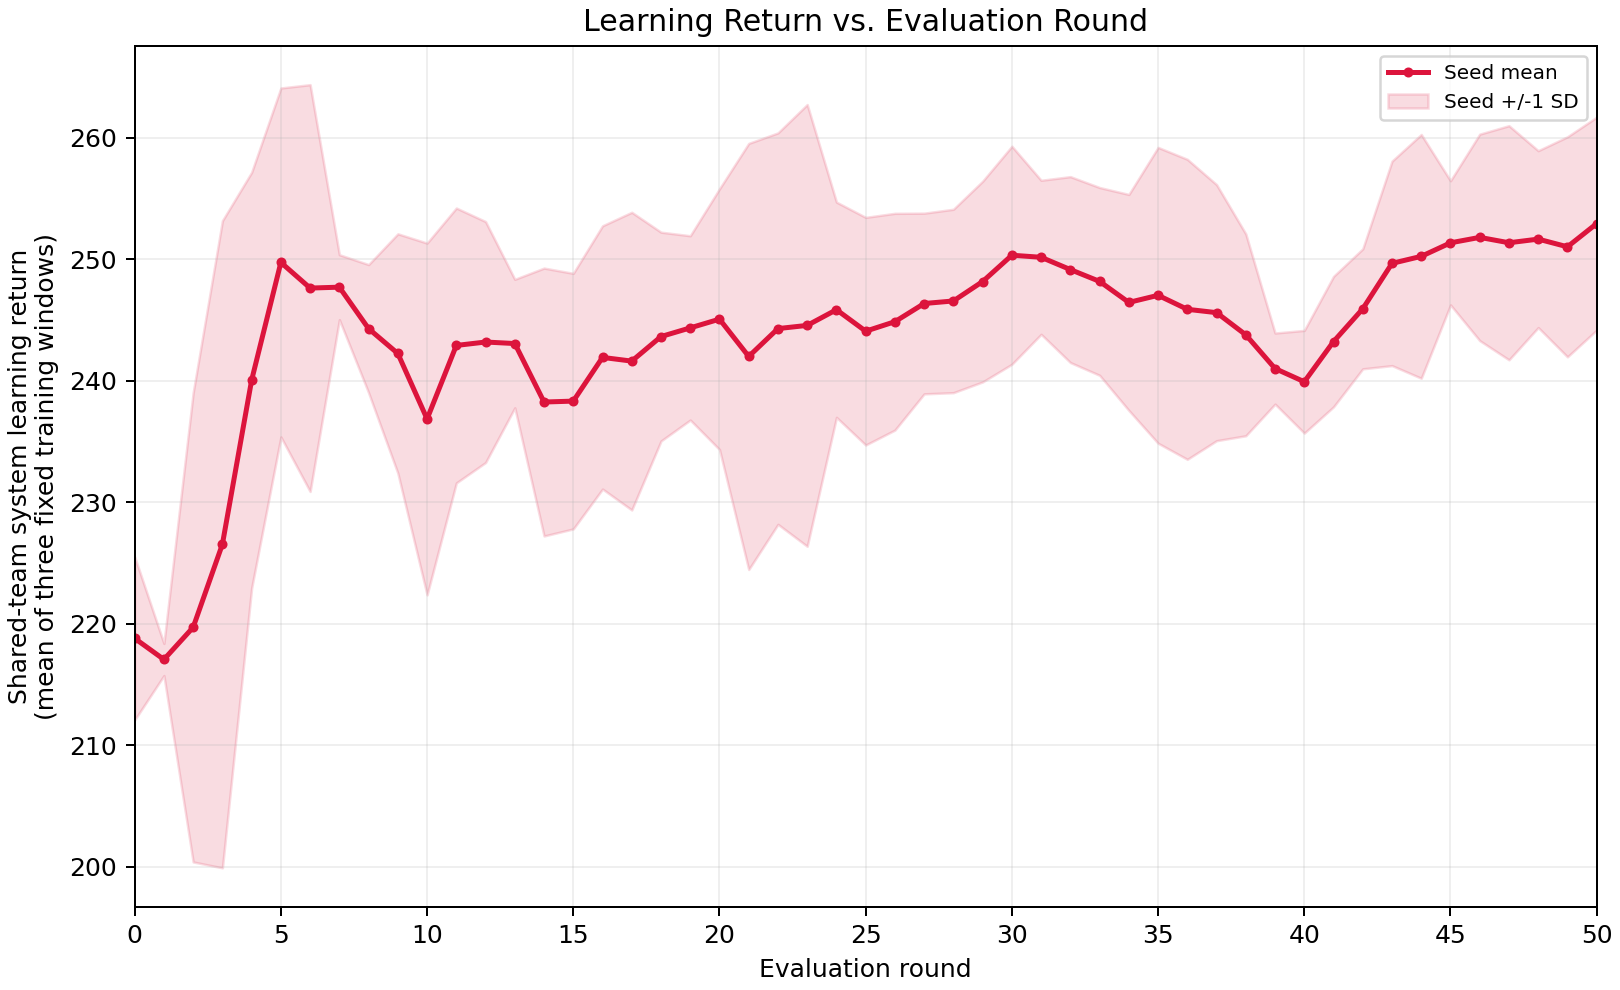 Learning Return vs. Evaluation Round
Seed mean
Seed +/-1 SD
Shared-team system learning return
(mean of three fixed training windows)
260
250
240
230
220
210
200
0 5 10 15 20 25 30 35 40 45 50
Evaluation round